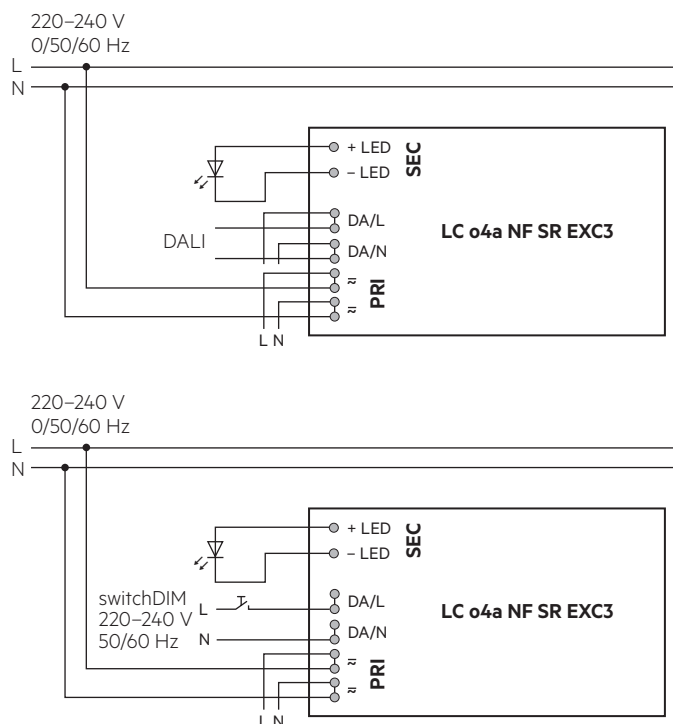 220–240 V
0/50/60 Hz
L
N
+ LED
– LED
SEC
DA/L
DALI
DA/N
LC o4a NF SR EXC3
≂
PRI
≂
L N
220–240 V
0/50/60 Hz
L
N
+ LED
– LED
SEC
switchDIM
220–240 V
50/60 Hz
L
N
DA/L
DA/N
LC o4a NF SR EXC3
≂
PRI
≂
L N